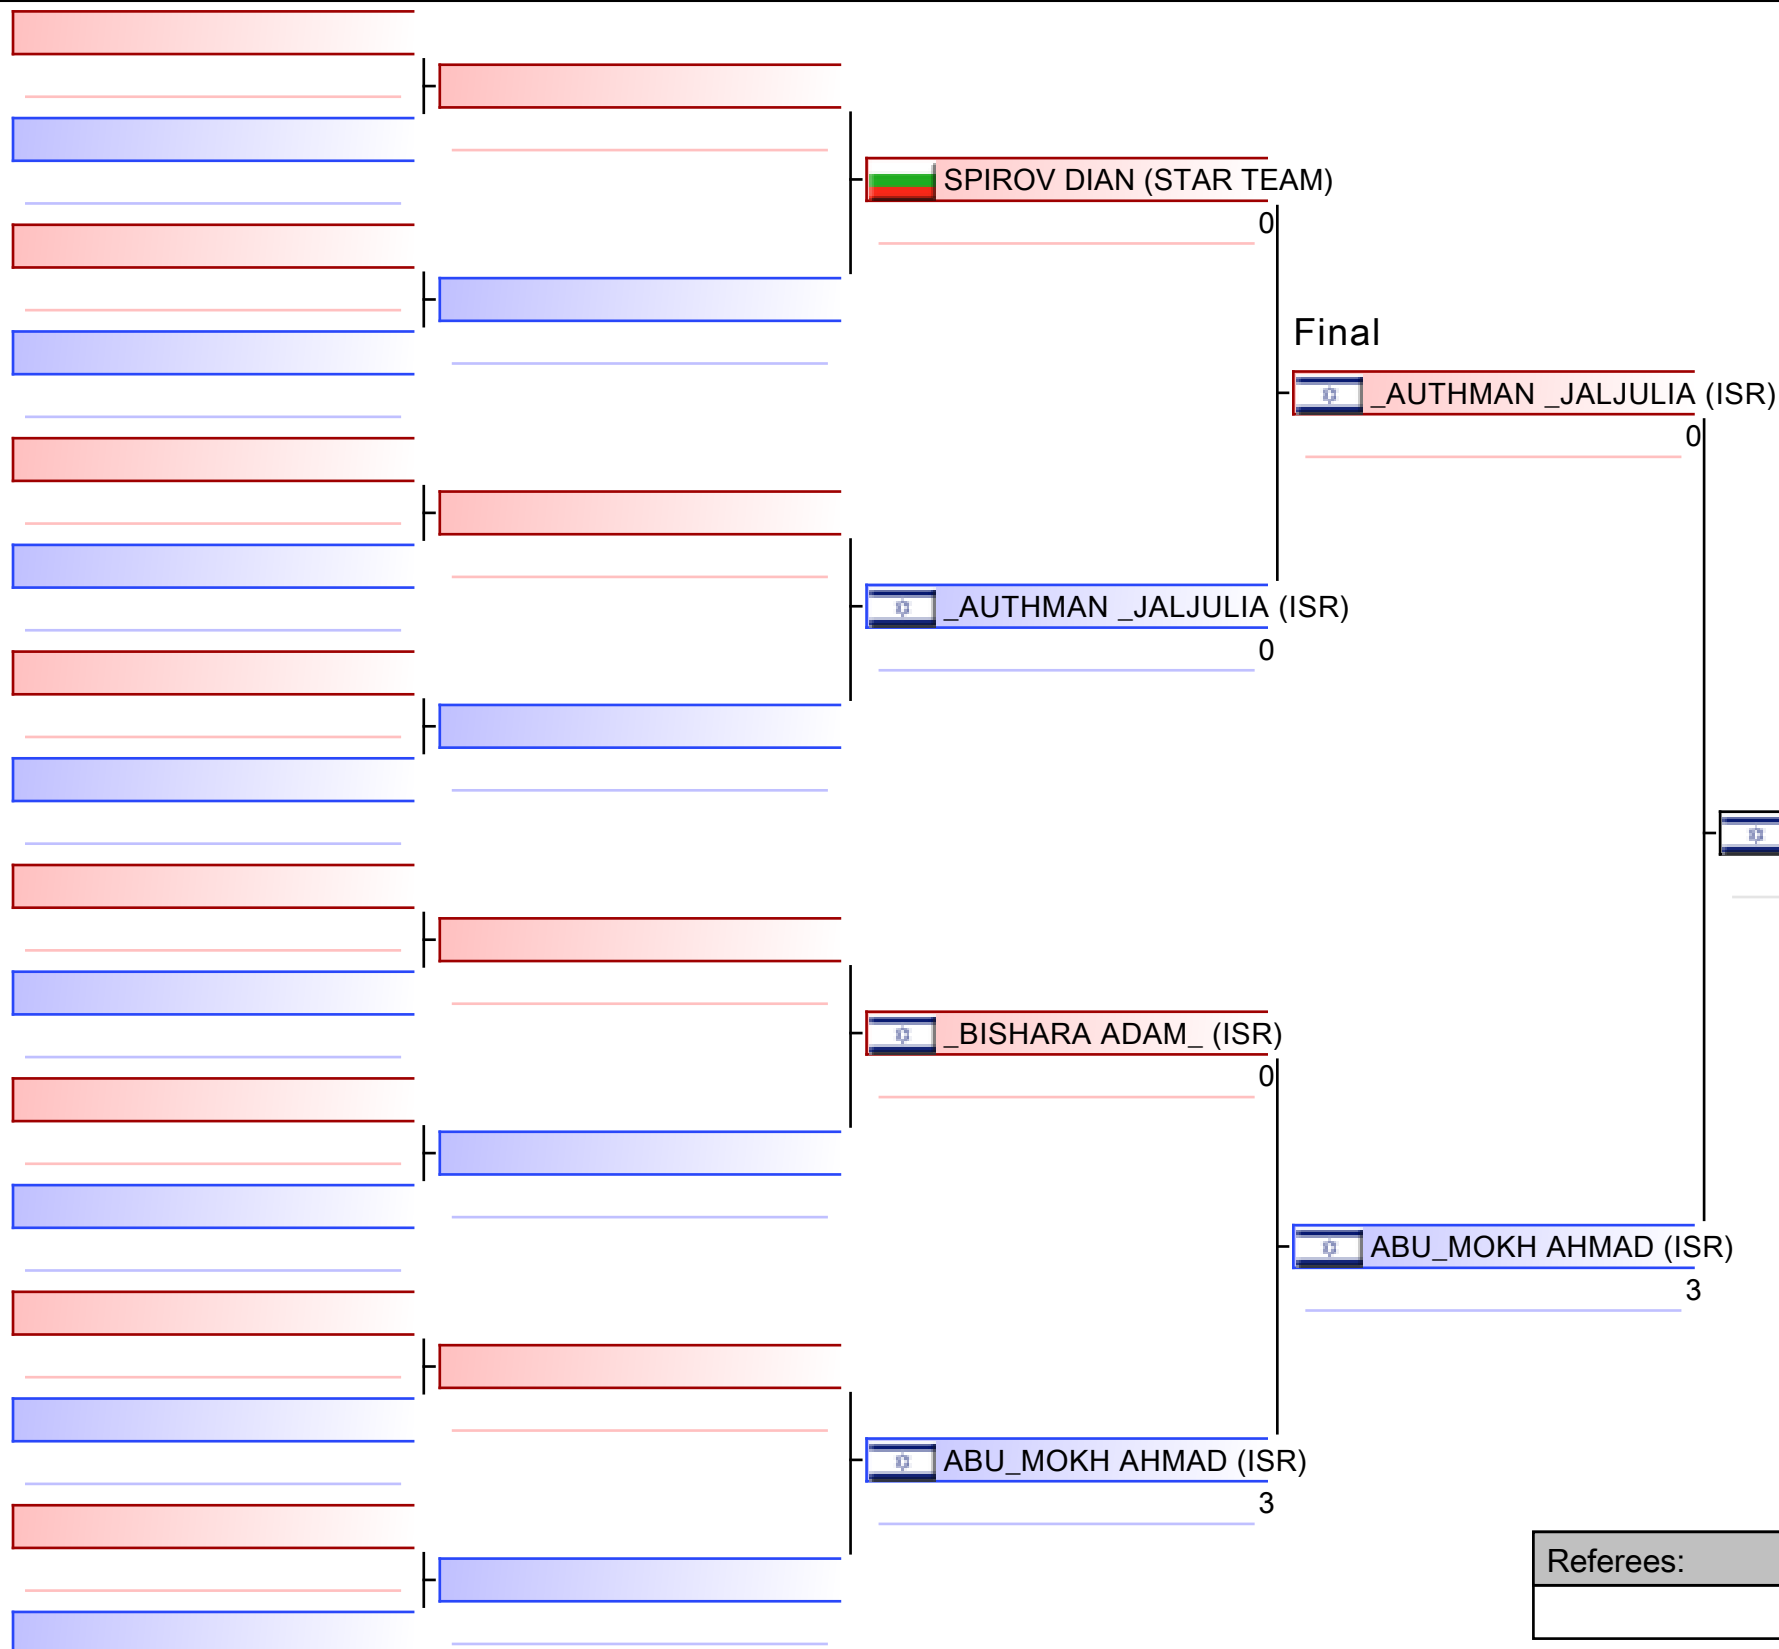 SPIROV DIAN (STAR TEAM)
0
Final
_AUTHMAN _JALJULIA (ISR)
0
_AUTHMAN _JALJULIA (ISR)
0
_BISHARA ADAM_ (ISR)
0
ABU_MOKH AHMAD (ISR)
3
ABU_MOKH AHMAD (ISR)
3
Referees: